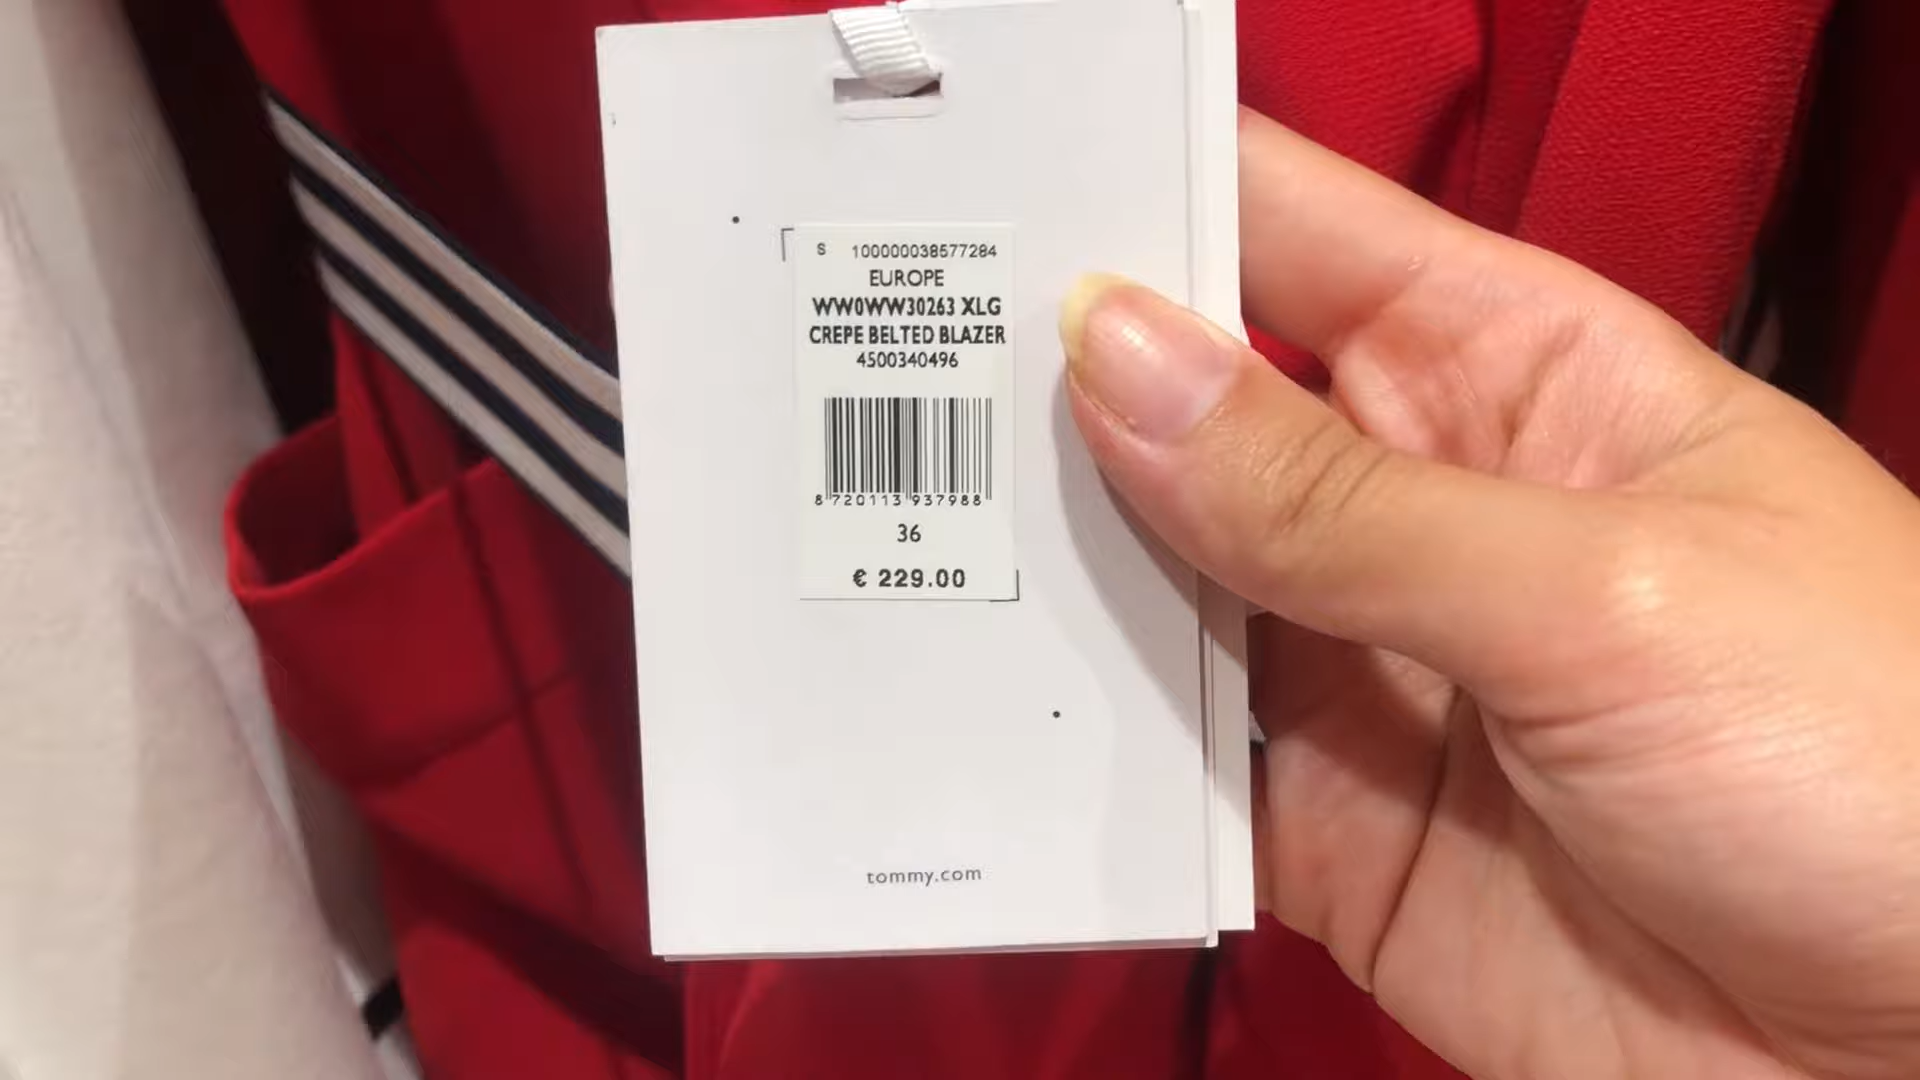 S 100000038577284
EUROPE
WW0WW30263 XLG
CREPE BELTED BLAZER
4500340496
8 720113 937988
36
€ 229.00
tommy.com